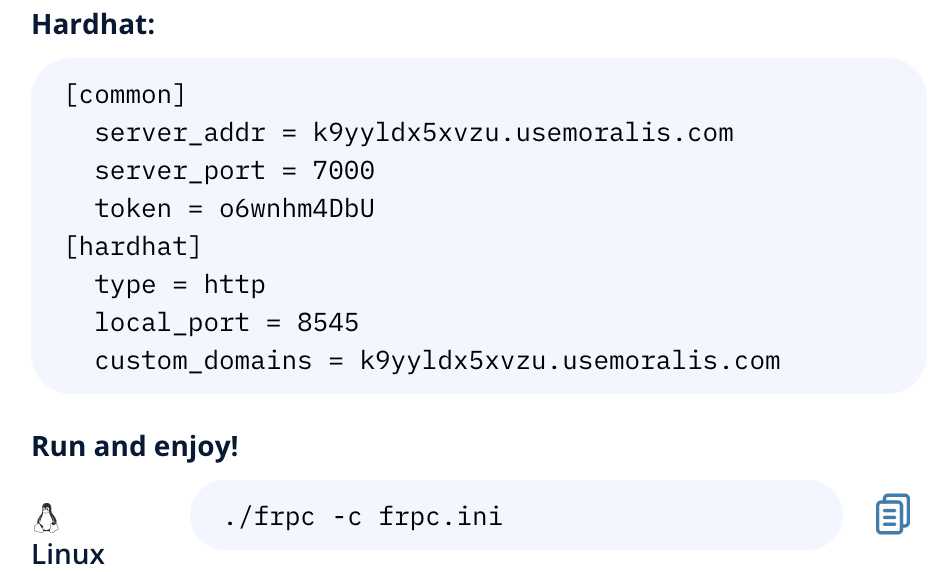 Hardhat:
[common]
server_addr = k9yyldx5xvzu.usemoralis.com
server_port = 7000
token = o6wnhm4DbU
[hardhat]
type = http
local_port = 8545
custom_domains = k9yyldx5xvzu.usemoralis.com
Run and enjoy!
./frpc -c frpc.ini
Linux